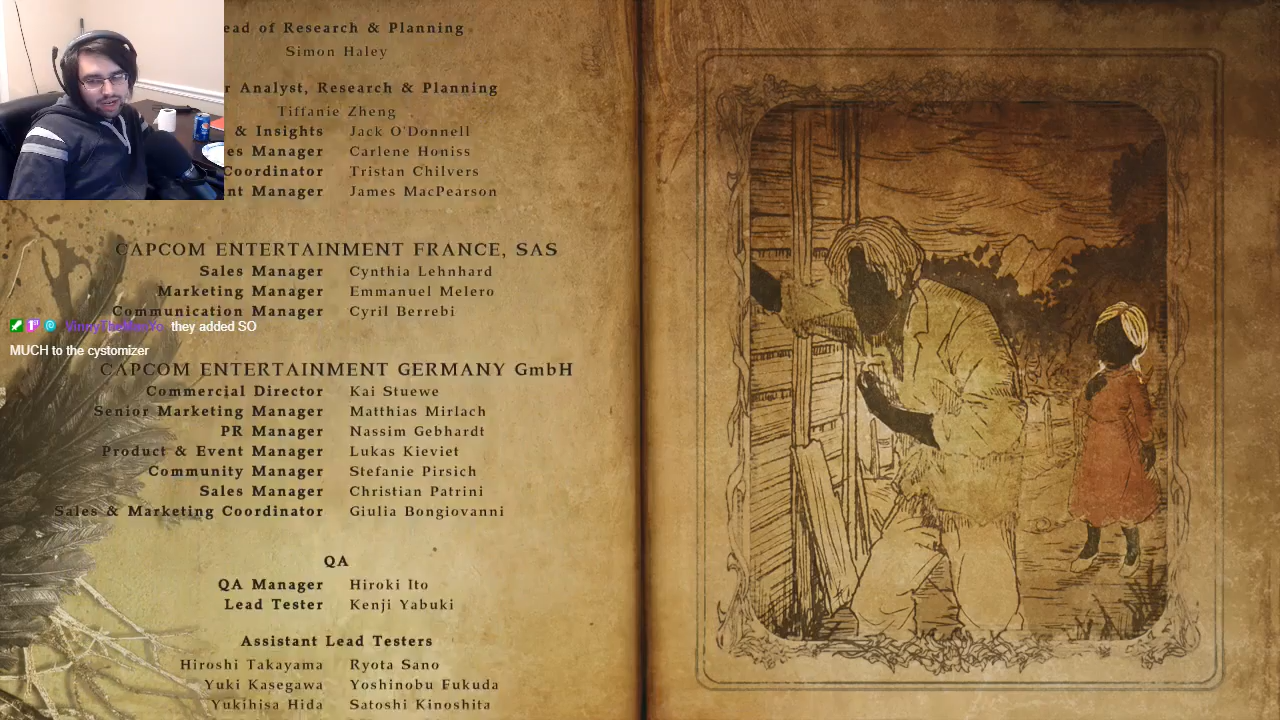 ead of Research & Planning
Simon Haley
r Analyst, Research & Planning
Tiffanie Zheng
& Insights Jack O'Donnell
es Manager Carlene Honiss
Coordinator Tristan Chilvers
nt Manager James MacPearson
CAPCOM ENTERTAINMENT FRANCE, SAS
Sales Manager Cynthia Lehnhard
Marketing Manager Emmanuel Melero
Communication Manager Cyril Berrebi
they added SO
MUCH to the cystomizer
CAPCOM ENTERTAINMENT GERMANY GmbH
Commercial Director Kai Stuewe
Senior Marketing Manager Matthias Mirlach
PR Manager Nassim Gebhardt
Product & Event Manager Lukas Kieviet
Community Manager Stefanie Pirsich
Sales Manager Christian Patrini
Sales & Marketing Coordinator Giulia Bongiovanni
QA
QA Manager Hiroki Ito
Lead Tester Kenji Yabuki
Assistant Lead Testers
Hiroshi Takayama Ryota Sano
Yuki Kasegawa Yoshinobu Fukuda
Yukihisa Hida Satoshi Kinoshita